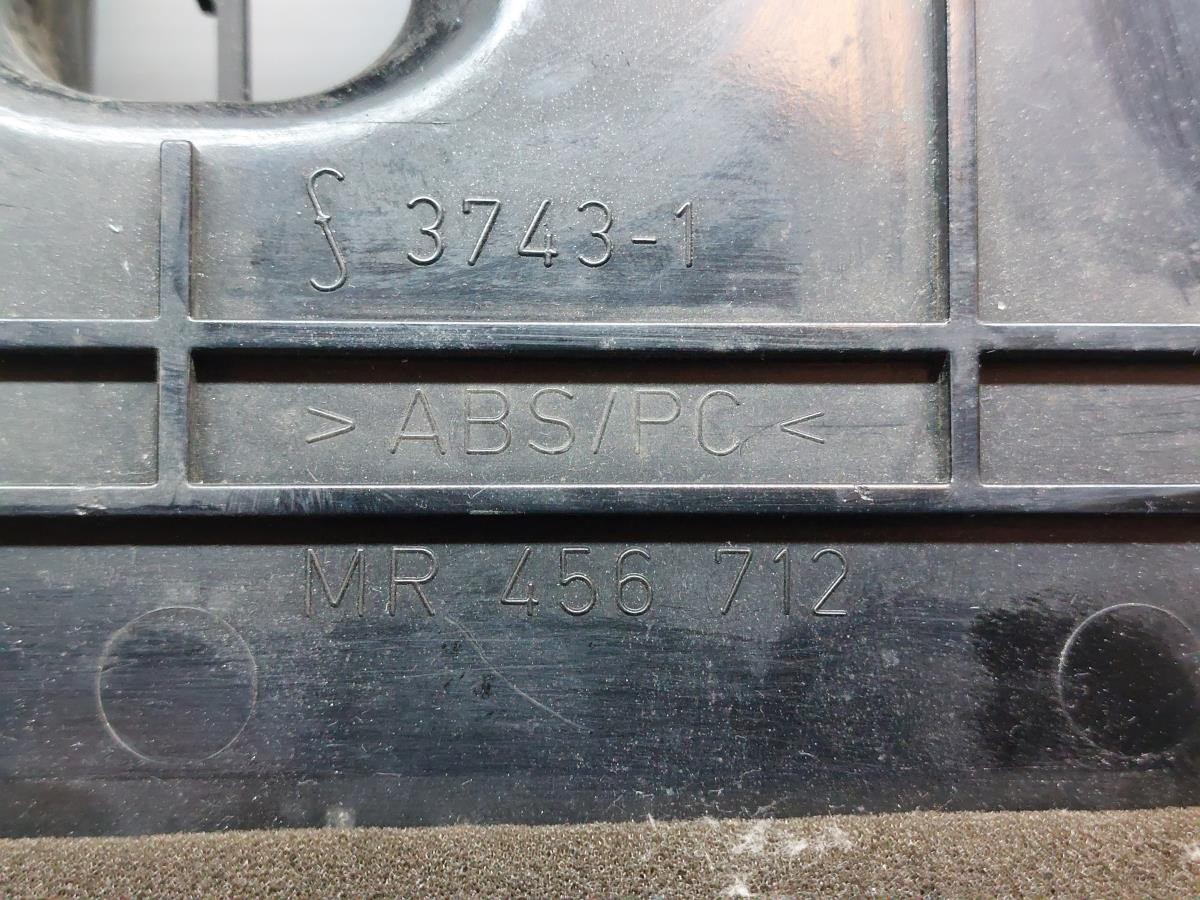 ∫ 3743-1
> ABS/PC <
MR 456 712